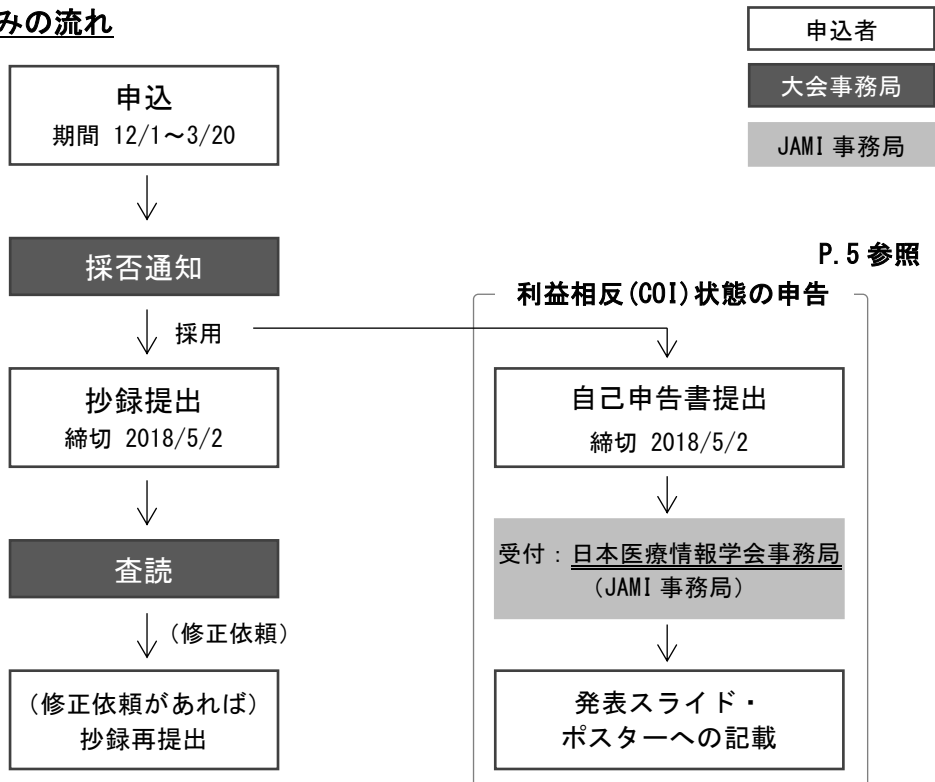 みの流れ
申込者
大会事務局
JAMI 事務局
申込
期間 12/1～3/20
採否通知
採用
抄録提出
締切 2018/5/2
査読
(修正依頼)
(修正依頼があれば)
抄録再提出
P.5 参照
利益相反(COI)状態の申告
自己申告書提出
締切 2018/5/2
受付：日本医療情報学会事務局
(JAMI 事務局)
発表スライド・
ポスターへの記載